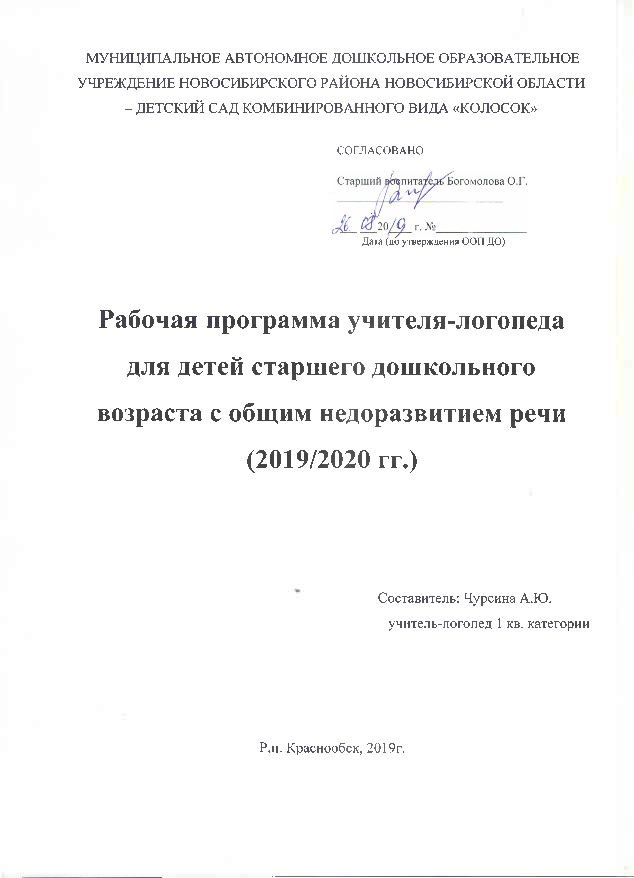 МУНИЦИПАЛЬНОЕ АВТОНОМНОЕ ДОШКОЛЬНОЕ ОБРАЗОВАТЕЛЬНОЕ
УЧРЕЖДЕНИЕ НОВОСИБИРСКОГО РАЙОНА НОВОСИБИРСКОЙ ОБЛАСТИ
– ДЕТСКИЙ САД КОМБИНИРОВАННОГО ВИДА «КОЛОСОК»
СОГЛАСОВАНО
Старший воспитатель Богомолова О.Г.
26 08 2019 г. №
Дата (до утверждения ООП ДО)
Рабочая программа учителя-логопеда
для детей старшего дошкольного
возраста с общим недоразвитием речи
(2019/2020 гг.)
Составитель: Чурсина А.Ю.
учитель-логопед 1 кв. категории
Р.п. Краснообск, 2019г.